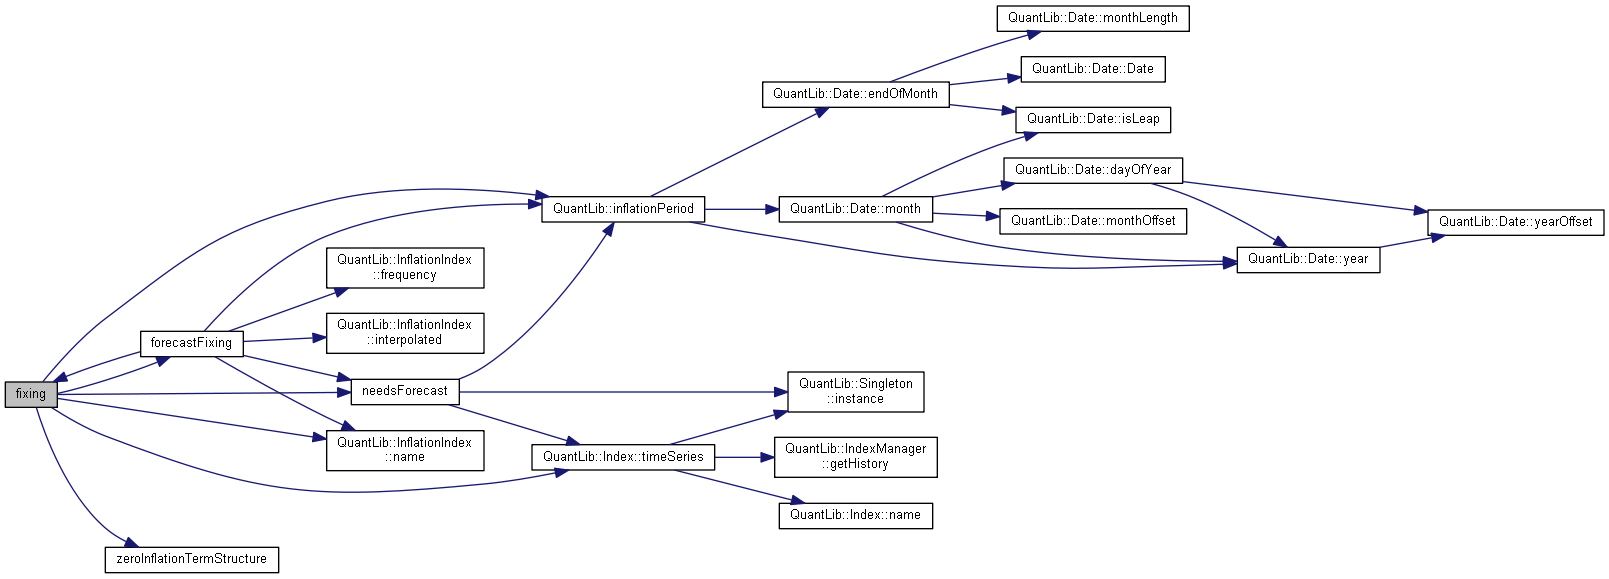 QuantLib::Date::monthLength
QuantLib::Date::Date
QuantLib::Date::endOfMonth
QuantLib::Date::isLeap
QuantLib::Date::dayOfYear
QuantLib::inflationPeriod
QuantLib::Date::month
QuantLib::Date::monthOffset
QuantLib::Date::yearOffset
QuantLib::Date::year
QuantLib::InflationIndex
::frequency
QuantLib::InflationIndex
::interpolated
forecastFixing
fixing
needsForecast
QuantLib::Singleton
::instance
QuantLib::InflationIndex
::name
QuantLib::Index::timeSeries
QuantLib::IndexManager
::getHistory
QuantLib::Index::name
zeroInflationTermStructure